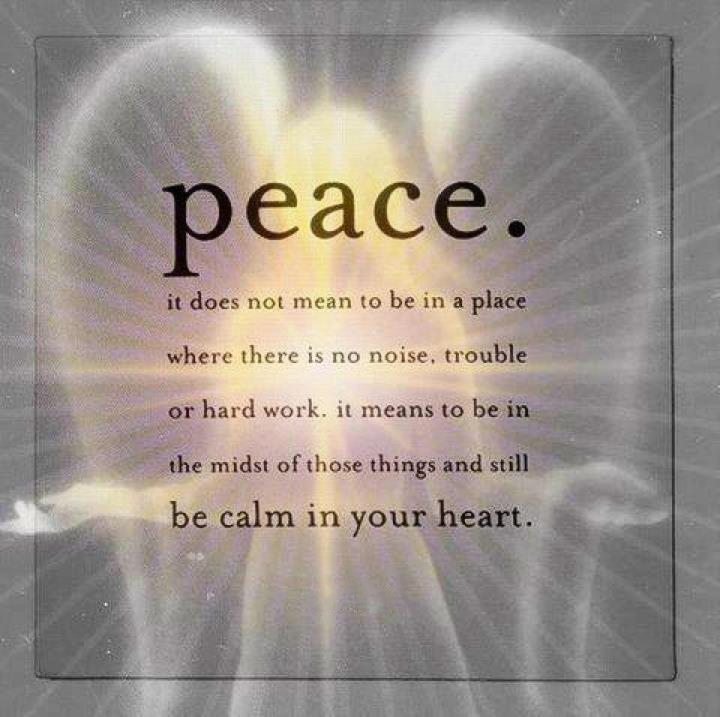 peace.
it does not mean to be in a place
where there is no noise, trouble
or hard work. it means to be in
the midst of those things and still
be calm in your heart.